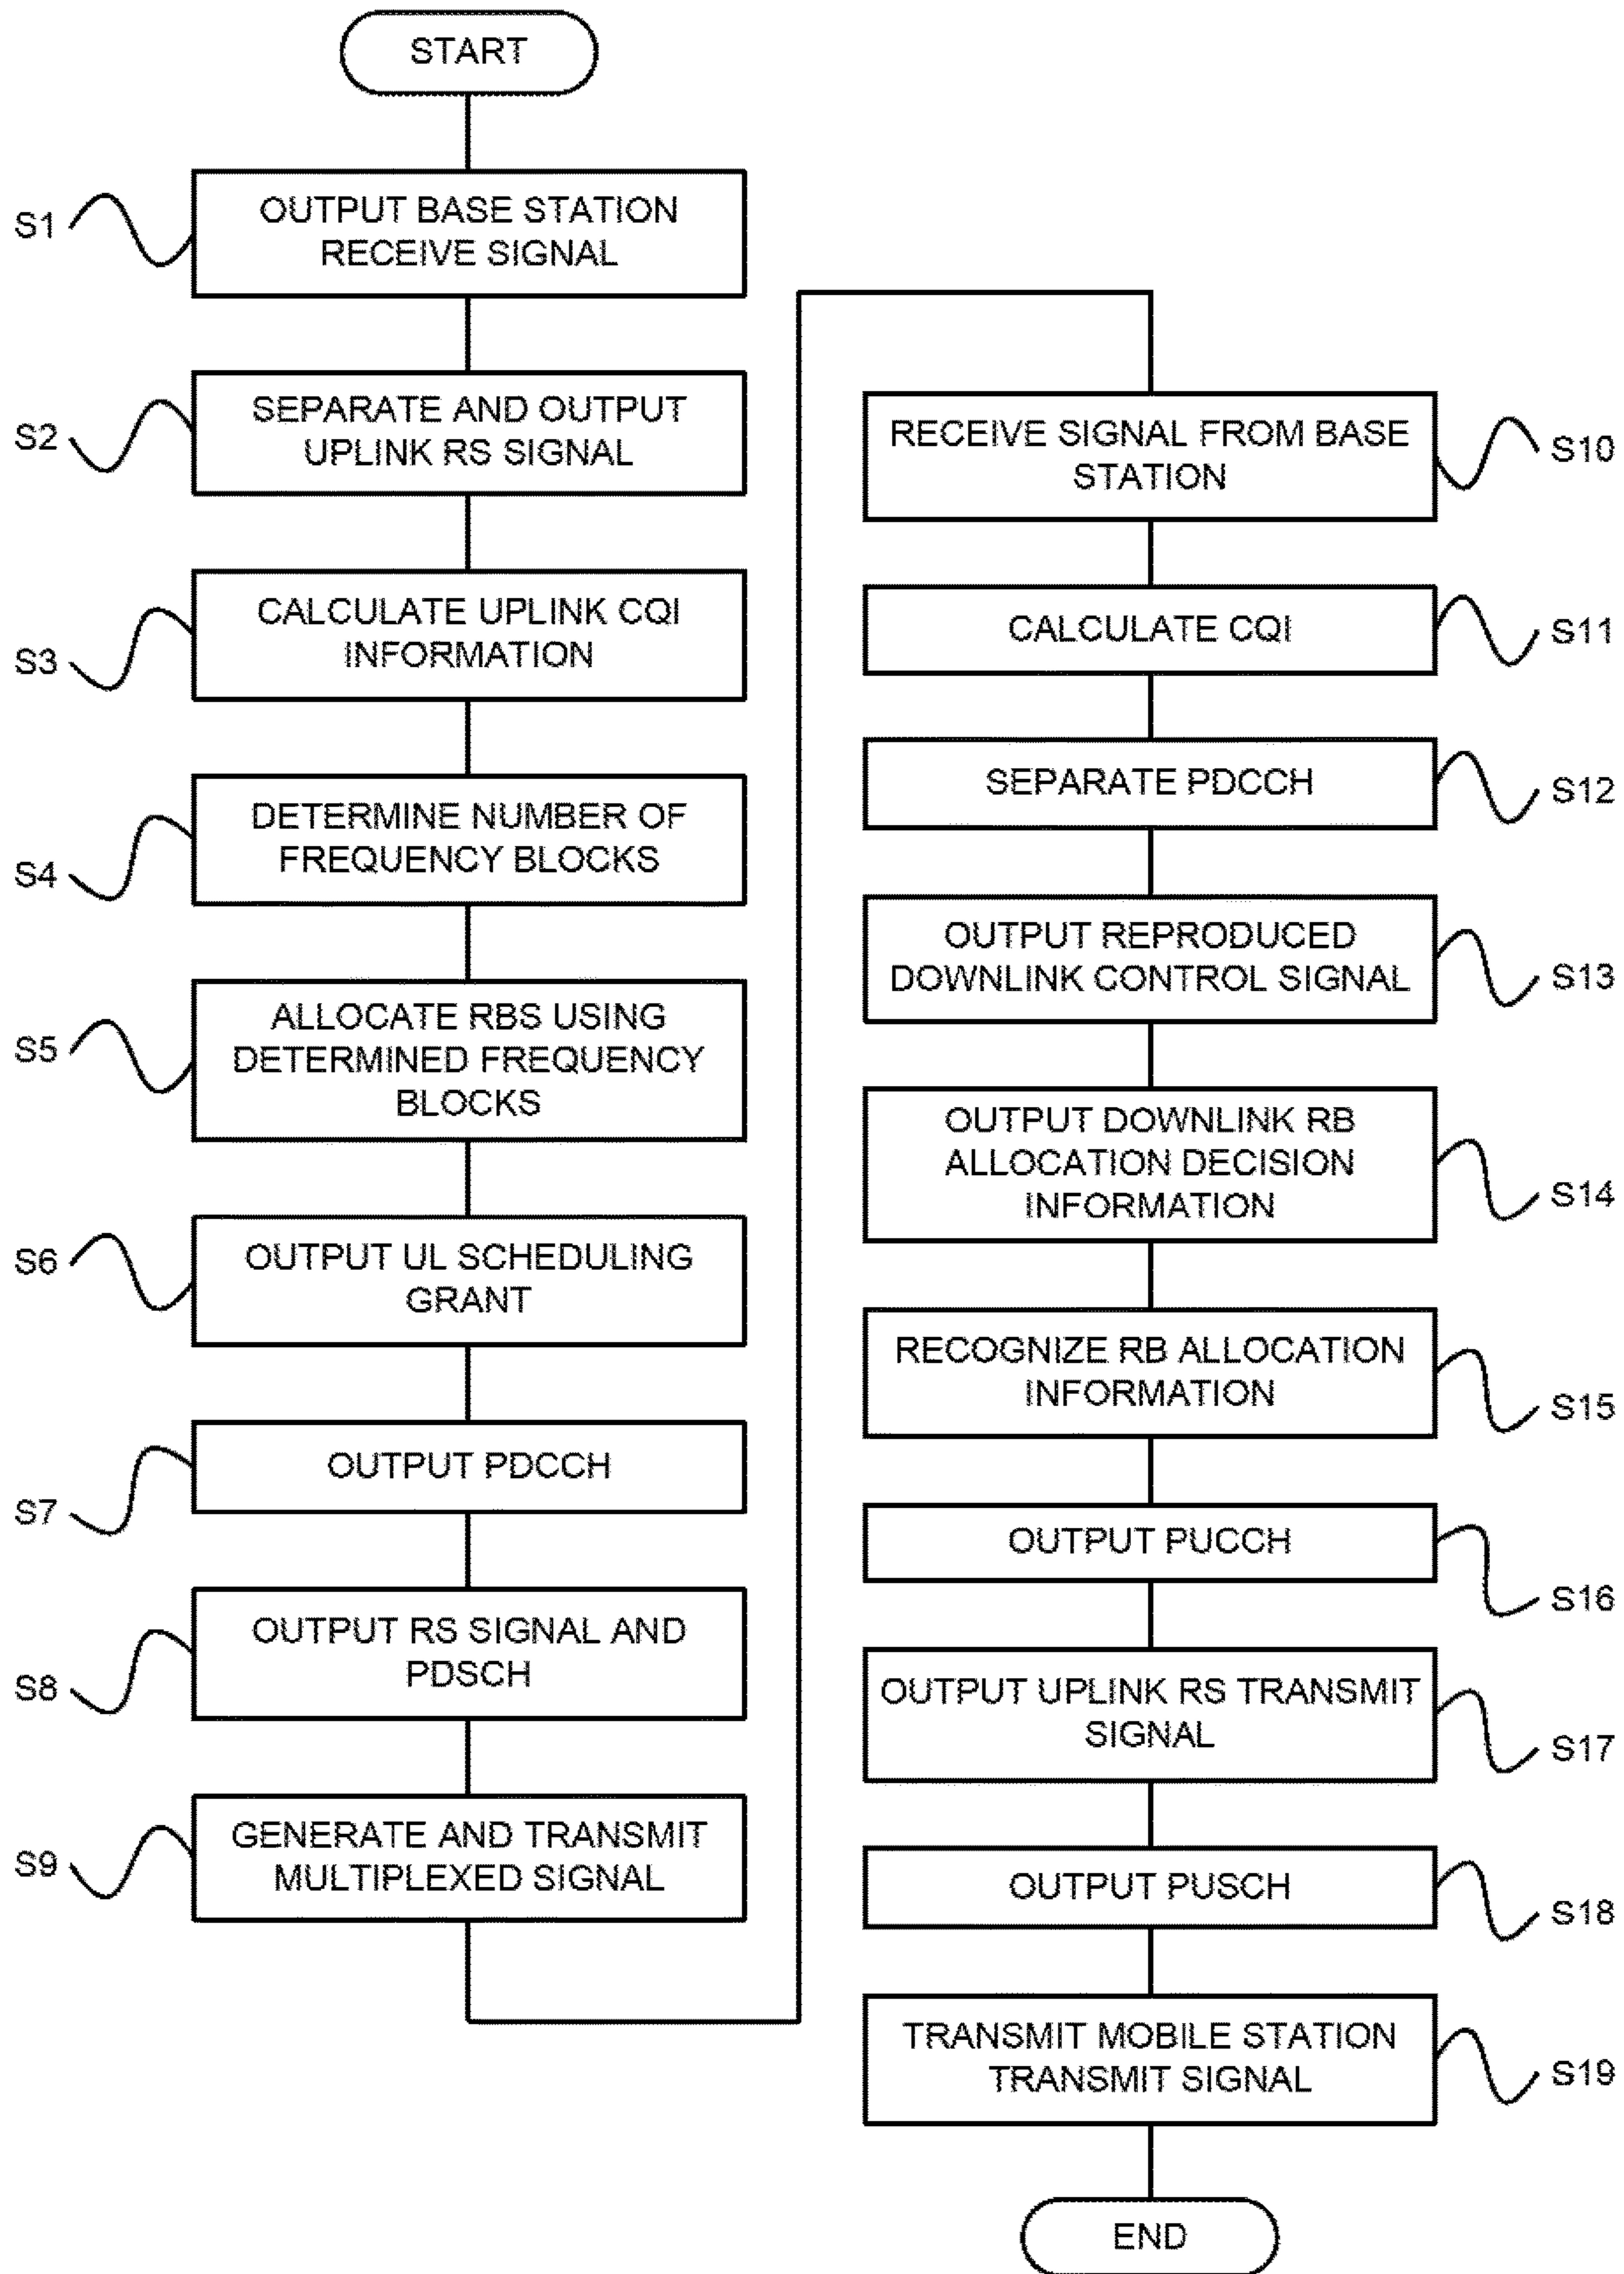 START
S1
OUTPUT BASE STATION
RECEIVE SIGNAL
S2
SEPARATE AND OUTPUT
UPLINK RS SIGNAL
S3
CALCULATE UPLINK CQI
INFORMATION
S4
DETERMINE NUMBER OF
FREQUENCY BLOCKS
S5
ALLOCATE RBS USING
DETERMINED FREQUENCY
BLOCKS
S6
OUTPUT UL SCHEDULING
GRANT
S7
OUTPUT PDCCH
S8
OUTPUT RS SIGNAL AND
PDSCH
S9
GENERATE AND TRANSMIT
MULTIPLEXED SIGNAL
RECEIVE SIGNAL FROM BASE
STATION
S10
CALCULATE CQI
S11
SEPARATE PDCCH
S12
OUTPUT REPRODUCED
DOWNLINK CONTROL SIGNAL
S13
OUTPUT DOWNLINK RB
ALLOCATION DECISION
INFORMATION
S14
RECOGNIZE RB ALLOCATION
INFORMATION
S15
OUTPUT PUCCH
S16
OUTPUT UPLINK RS TRANSMIT
SIGNAL
S17
OUTPUT PUSCH
S18
TRANSMIT MOBILE STATION
TRANSMIT SIGNAL
S19
END